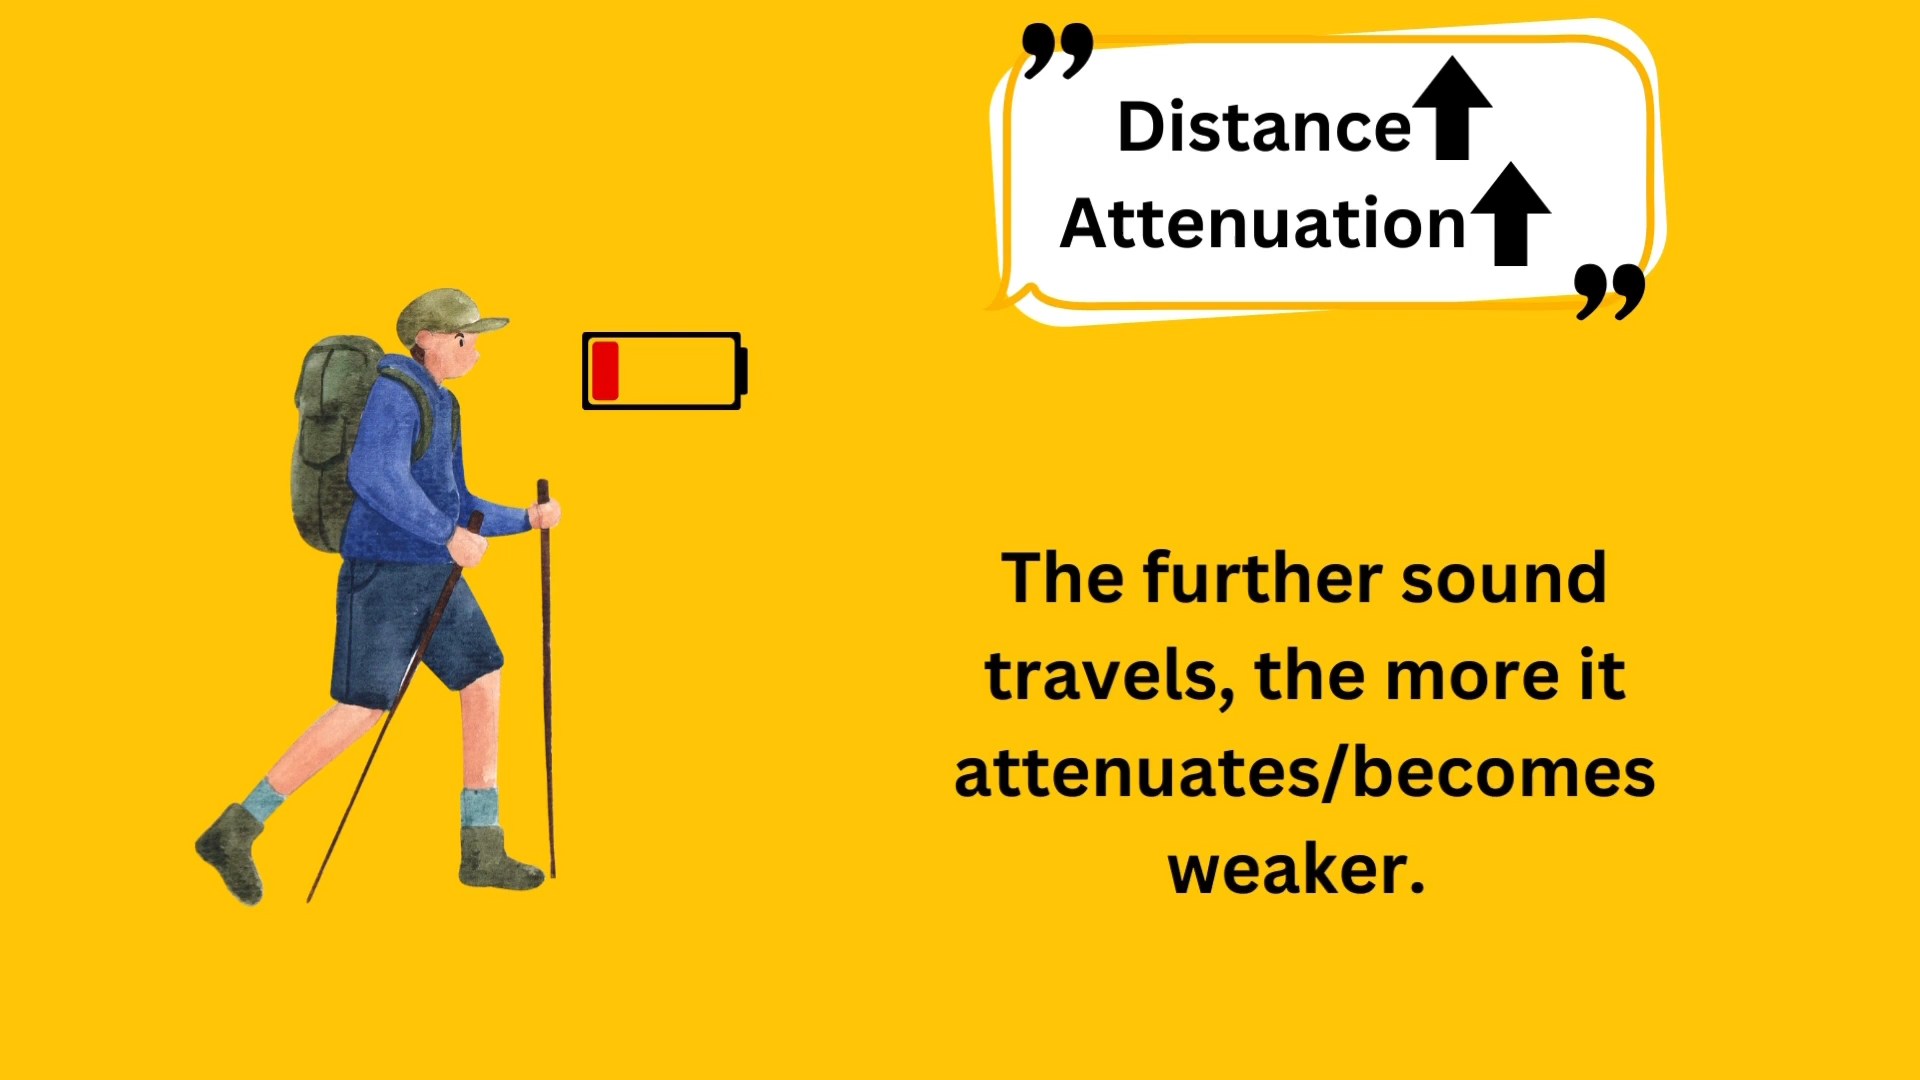 Distance
Attenuation
The further sound
travels, the more it
attenuates/becomes
weaker.